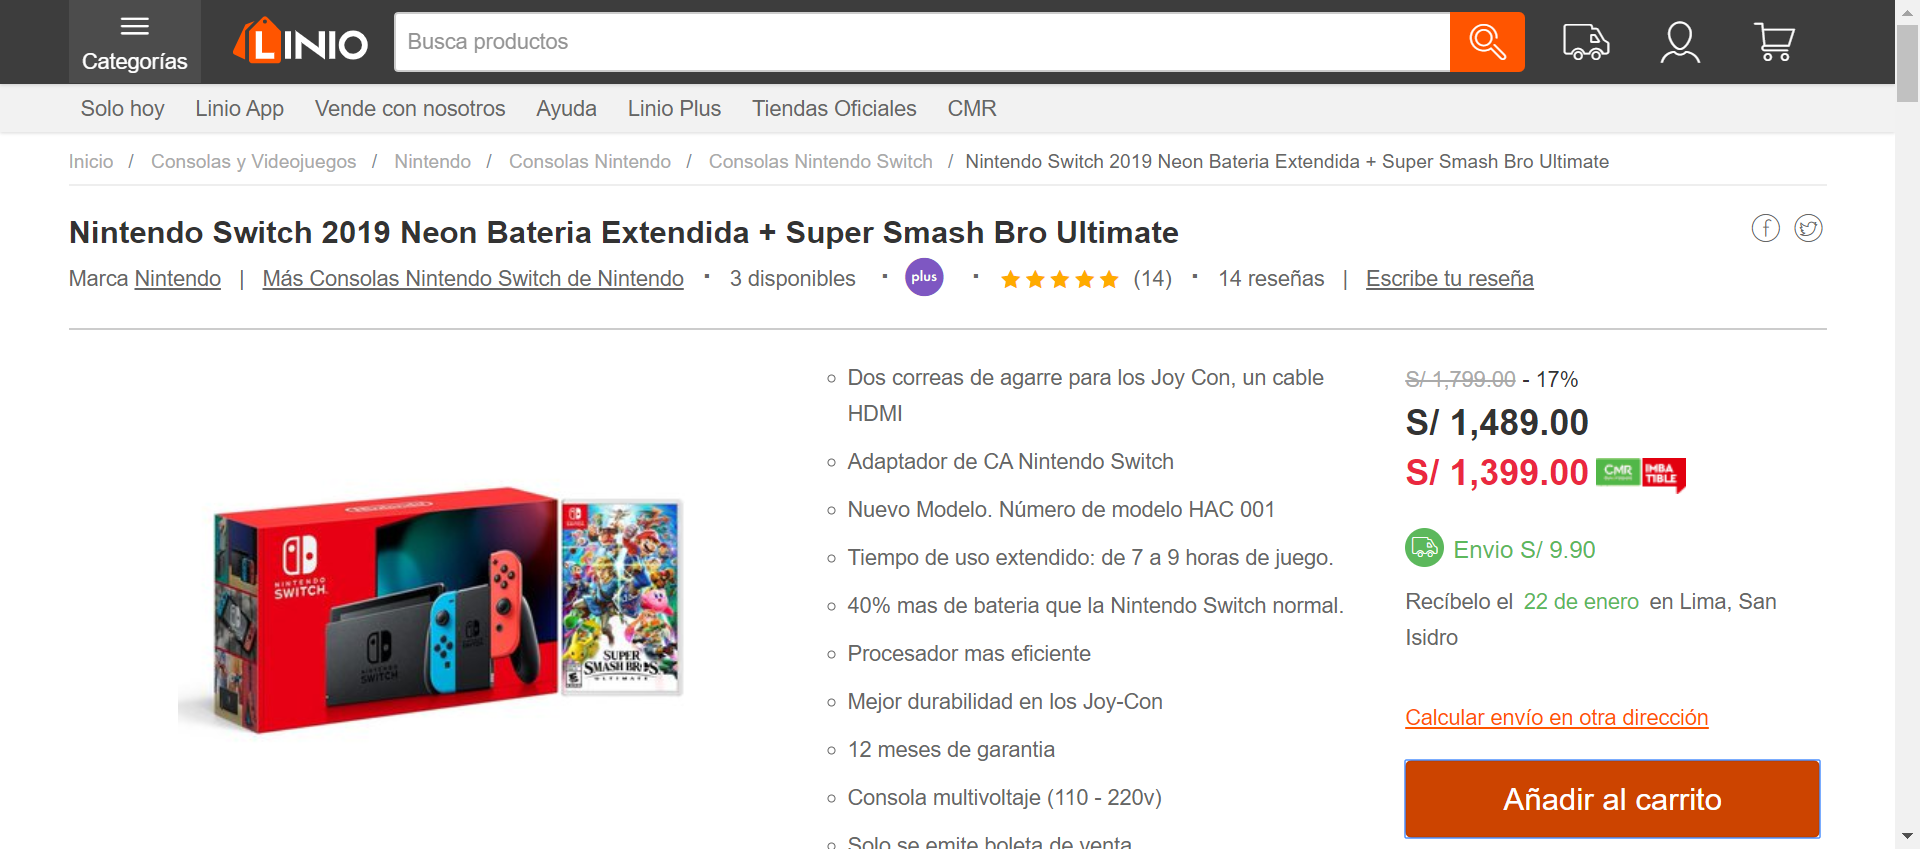 Categorías
LINIO
Busca productos
Solo hoy Linio App Vende con nosotros Ayuda Linio Plus Tiendas Oficiales CMR
Inicio / Consolas y Videojuegos / Nintendo / Consolas Nintendo / Consolas Nintendo Switch / Nintendo Switch 2019 Neon Bateria Extendida + Super Smash Bro Ultimate
Nintendo Switch 2019 Neon Bateria Extendida + Super Smash Bro Ultimate
Marca Nintendo | Más Consolas Nintendo Switch de Nintendo · 3 disponibles · plus · (14) · 14 reseñas | Escribe tu reseña
Nintendo
NINTENDO
SWITCH
NINTENDO
SWITCH
SUPER
SMASH BROS.
ULTIMATE
Dos correas de agarre para los Joy Con, un cable
HDMI
Adaptador de CA Nintendo Switch
Nuevo Modelo. Número de modelo HAC 001
Tiempo de uso extendido: de 7 a 9 horas de juego.
40% mas de bateria que la Nintendo Switch normal.
Procesador mas eficiente
Mejor durabilidad en los Joy-Con
12 meses de garantia
Consola multivoltaje (110 - 220v)
Solo se emite boleta de venta
S/ 1,799.00 - 17%
S/ 1,489.00
S/ 1,399.00 CMR IMBA
TIBLE
Envio S/ 9.90
Recíbelo el 22 de enero en Lima, San
Isidro
Calcular envío en otra dirección
Añadir al carrito